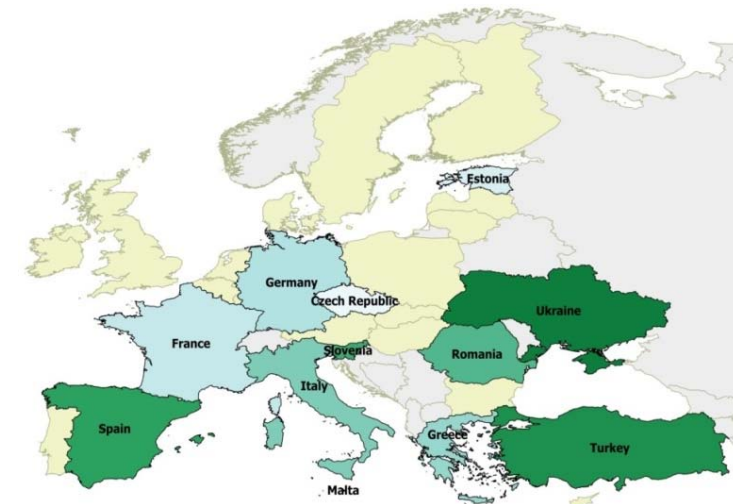 Estonia
Germany
Czech Republic
Ukraine
France
Slovenia
Romania
Italy
Spain
Greece
Turkey
Malta